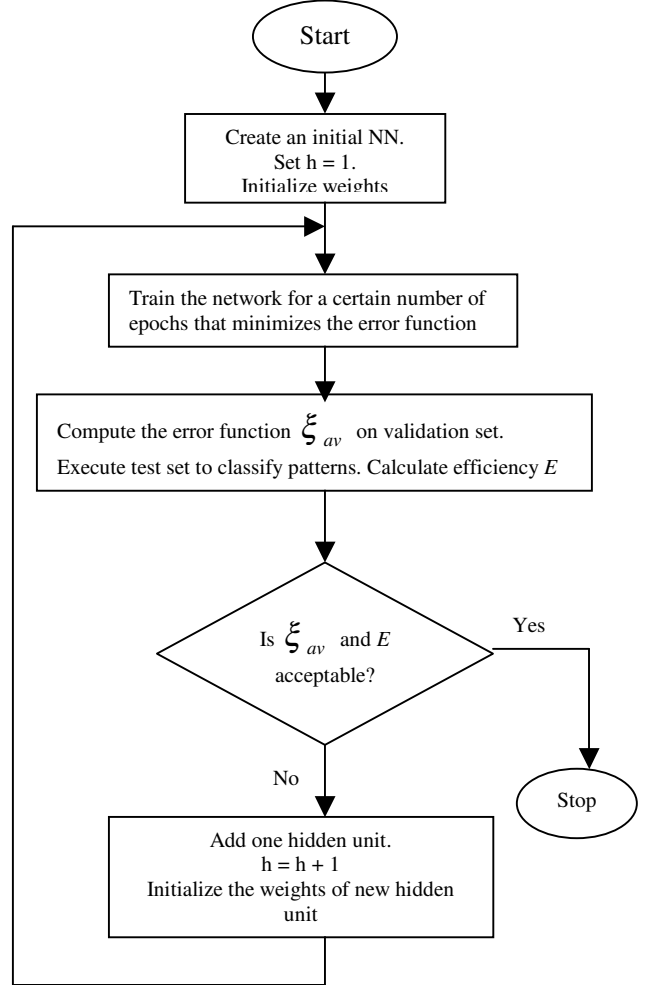 Start
Create an initial NN.
Set h = 1.
Initialize weights
Train the network for a certain number of
epochs that minimizes the error function
Compute the error function ξ av on validation set.
Execute test set to classify patterns. Calculate efficiency E
Is ξ av and E
acceptable?
Yes
No
Stop
Add one hidden unit.
h = h + 1
Initialize the weights of new hidden
unit